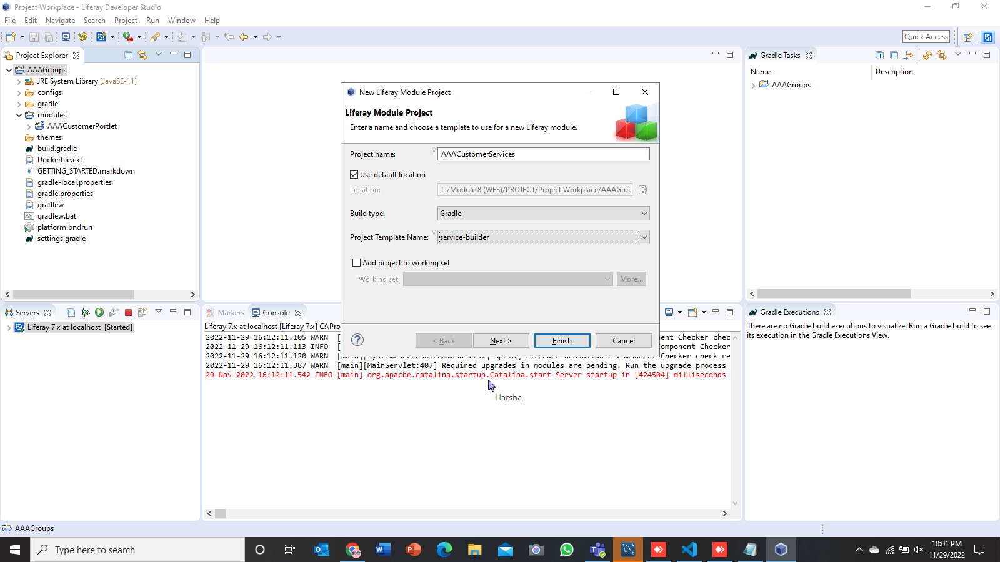 Project Workplace - Liferay Developer Studio
File Edit Navigate Search Project Run Window Help
Quick Access
Project Explorer
AAAGroups
JRE System Library [JavaSE-11]
configs
gradle
modules
AAACustomerPortlet
themes
build.gradle
Dockerfile.ext
GETTING_STARTED.markdown
gradle-local.properties
gradle.properties
gradlew
gradlew.bat
platform.bndrun
settings.gradle
New Liferay Module Project
Liferay Module Project
Enter a name and choose a template to use for a new Liferay module.
Project name: AAACustomerServices
Use default location
Location: L:/Module 8 (WFS)/PROJECT/Project Workplace/AAAGrou
Build type: Gradle
Project Template Name: service-builder
Add project to working set
Working set: More...
< Back Next > Finish Cancel
Gradle Tasks
Name Description
AAAGroups
Servers
Liferay 7.x at localhost [Started]
Markers Console
Liferay 7.x at localhost [Liferay 7.x] C:\Pro
2022-11-29 16:12:11.105 WARN [ nent Checker chec
2022-11-29 16:12:11.113 INFO [ omponent Checker
2022-11-29 16:12:11.120 WARN Checker check re
2022-11-29 16:12:11.387 WARN [main][MainServlet:407] Required upgrades in modules are pending. Run the upgrade process
29-Nov-2022 16:12:11.542 INFO [main] org.apache.catalina.startup.Catalina.start Server startup in [424504] milliseconds
Harsha
Gradle Executions
There are no Gradle build executions to visualize. Run a Gradle build to see
its execution in the Gradle Executions View.
AAAGroups
Type here to search
10:01 PM
11/29/2022